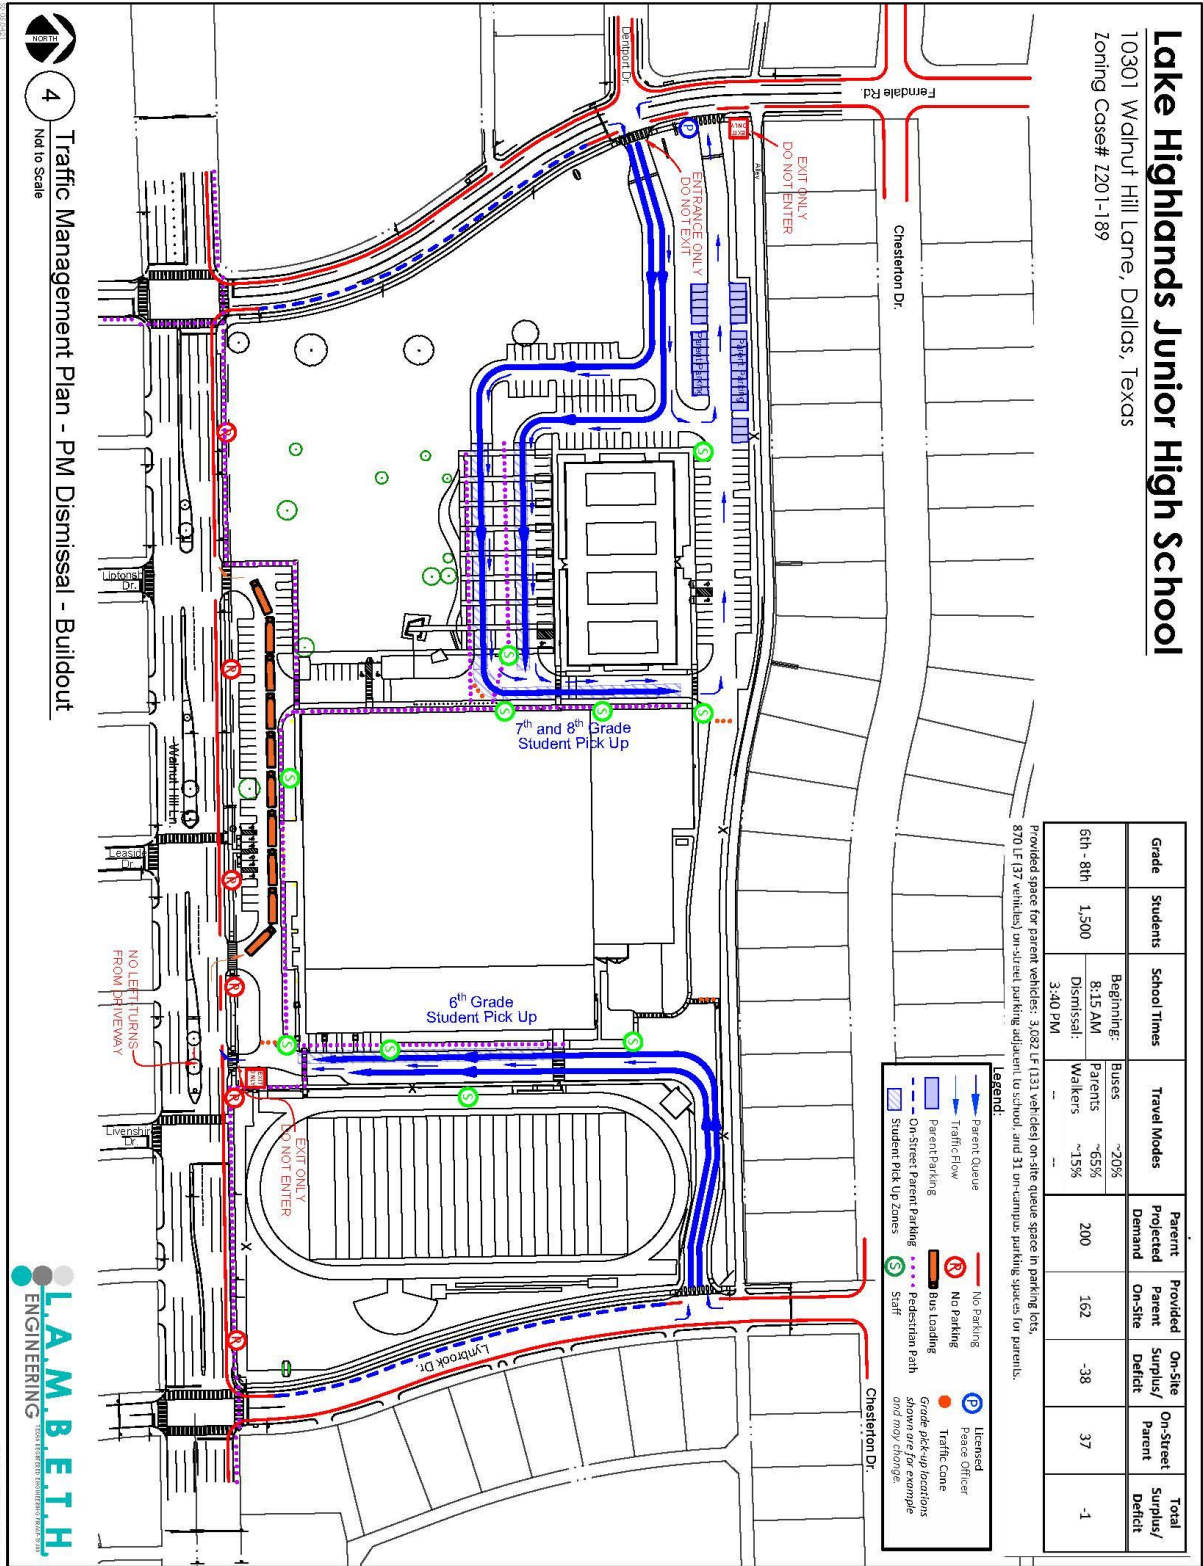 Lake Highlands Junior High School
10301 Walnut Hill Lane, Dallas, Texas
Zoning Case# Z201-189
Grade
Students
School Times
Travel Modes
Parernt
Projected
Demand
Provided
Parent
On-Site
On-Site
Surplus/
Deficit
On-Street
Parent
Total
Surplus/
Deficit
6th - 8th
1,500
Beginning:
8:15 AM
Dismissal:
3:40 PM
Buses ~20%
Parents ~65%
Walkers ~15%
-- --
200
162
-38
37
-1
Provided space for parent vehicles: 3,082 LF (131 vehicles) on-site queue space in parking lots,
870 LF (37 vehicles) on-street parking adjacent to school, and 31 on-campus parking spaces for parents.
Legend:
Parent Queue
Traffic Flow
Parent Parking
On-Street Parent Parking
Student Pick Up Zones
No Parking
R No Parking
Bus Loading
Pedestrian Path
S Staff
P Licensed
Peace Officer
Traffic Cone
Grade pick-up locations
shown are for example
and may change.
Ferndale Rd.
Dentport Dr.
Chesterton Dr.
Chesterton Dr.
Alley
EXIT
ONLY
EXIT ONLY
DO NOT ENTER
P
ENTRANCE ONLY
DO NOT EXIT
Parent Parking
Parent Parking
S
S
S
S
S
7th and 8th Grade
Student Pick Up
S
6th Grade
Student Pick Up
S
S
S
S
EXIT
ONLY
EXIT ONLY
DO NOT ENTER
NO LEFT-TURNS
FROM DRIVEWAY
R
R
R
R
R
R
Liptonshire
Dr.
Walnut Hill Ln.
Leaside
Dr.
Livenshire
Dr.
Lynbrook Dr.
NORTH
4
Traffic Management Plan - PM Dismissal - Buildout
Not to Scale
L.A.M.B.E.T.H.
ENGINEERING